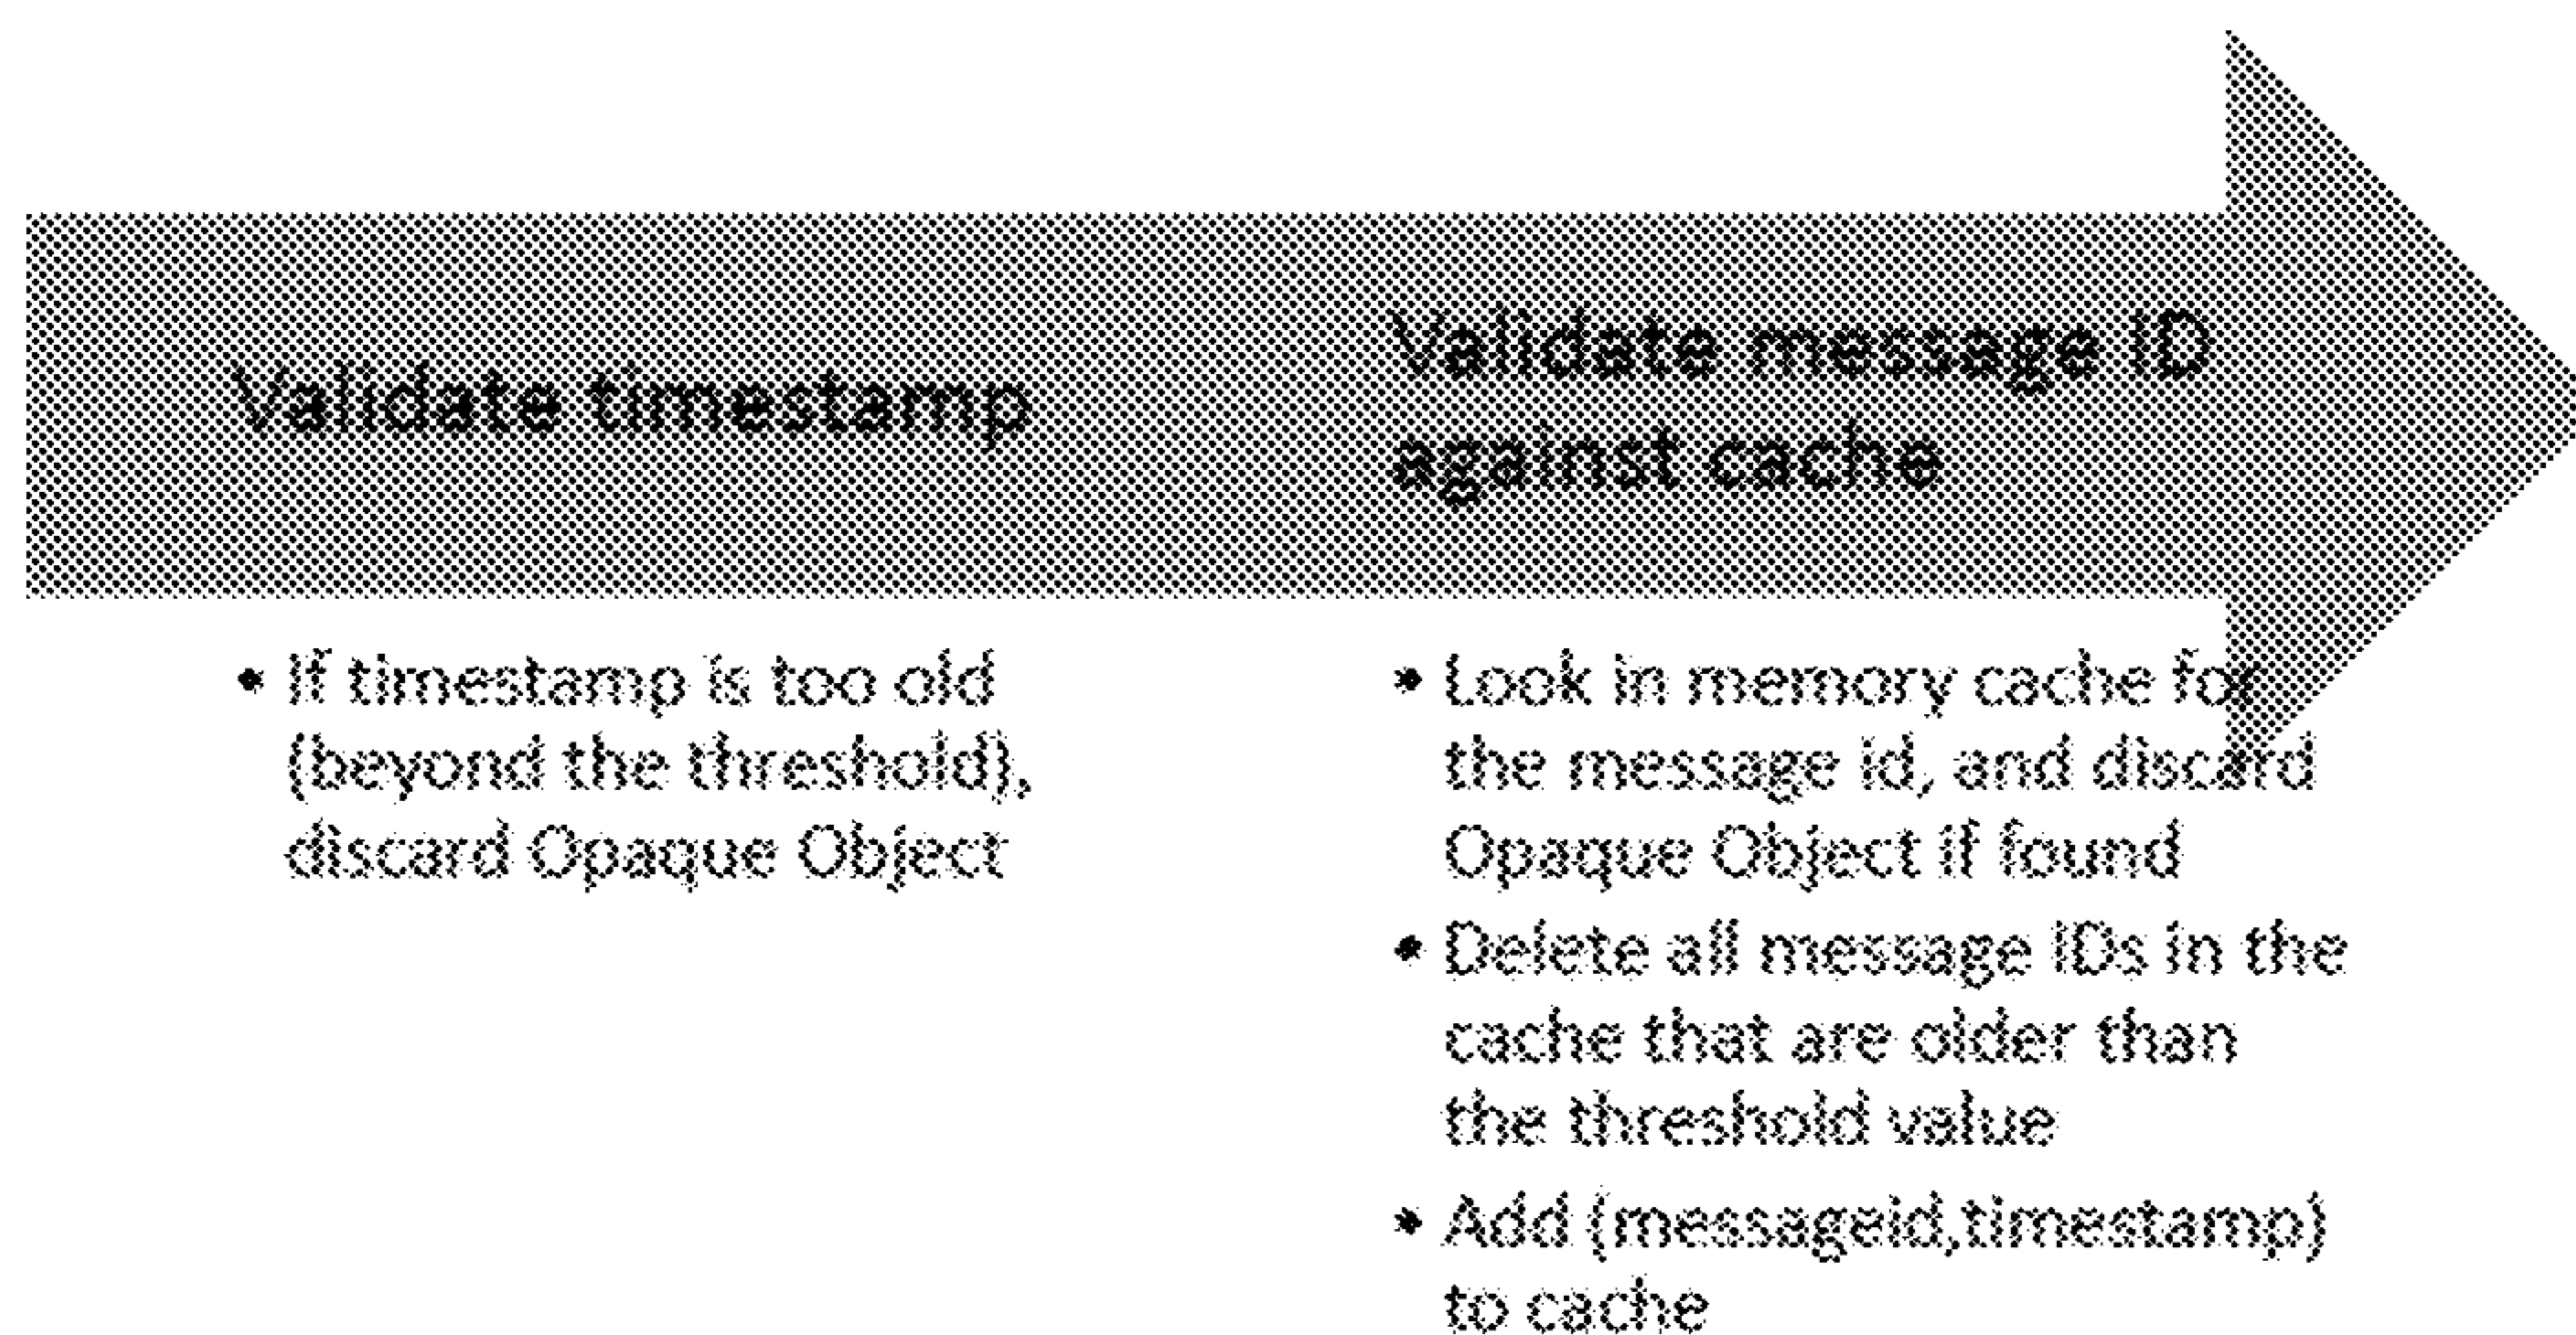 Validate timestamp
• If timestamp is too old
(beyond the threshold),
discard Opaque Object
Validate message ID
against cache
• Look in memory cache for
the message id, and discard
Opaque Object if found
• Delete all message IDs in the
cache that are older than
the threshold value
• Add (messageid,timestamp)
to cache